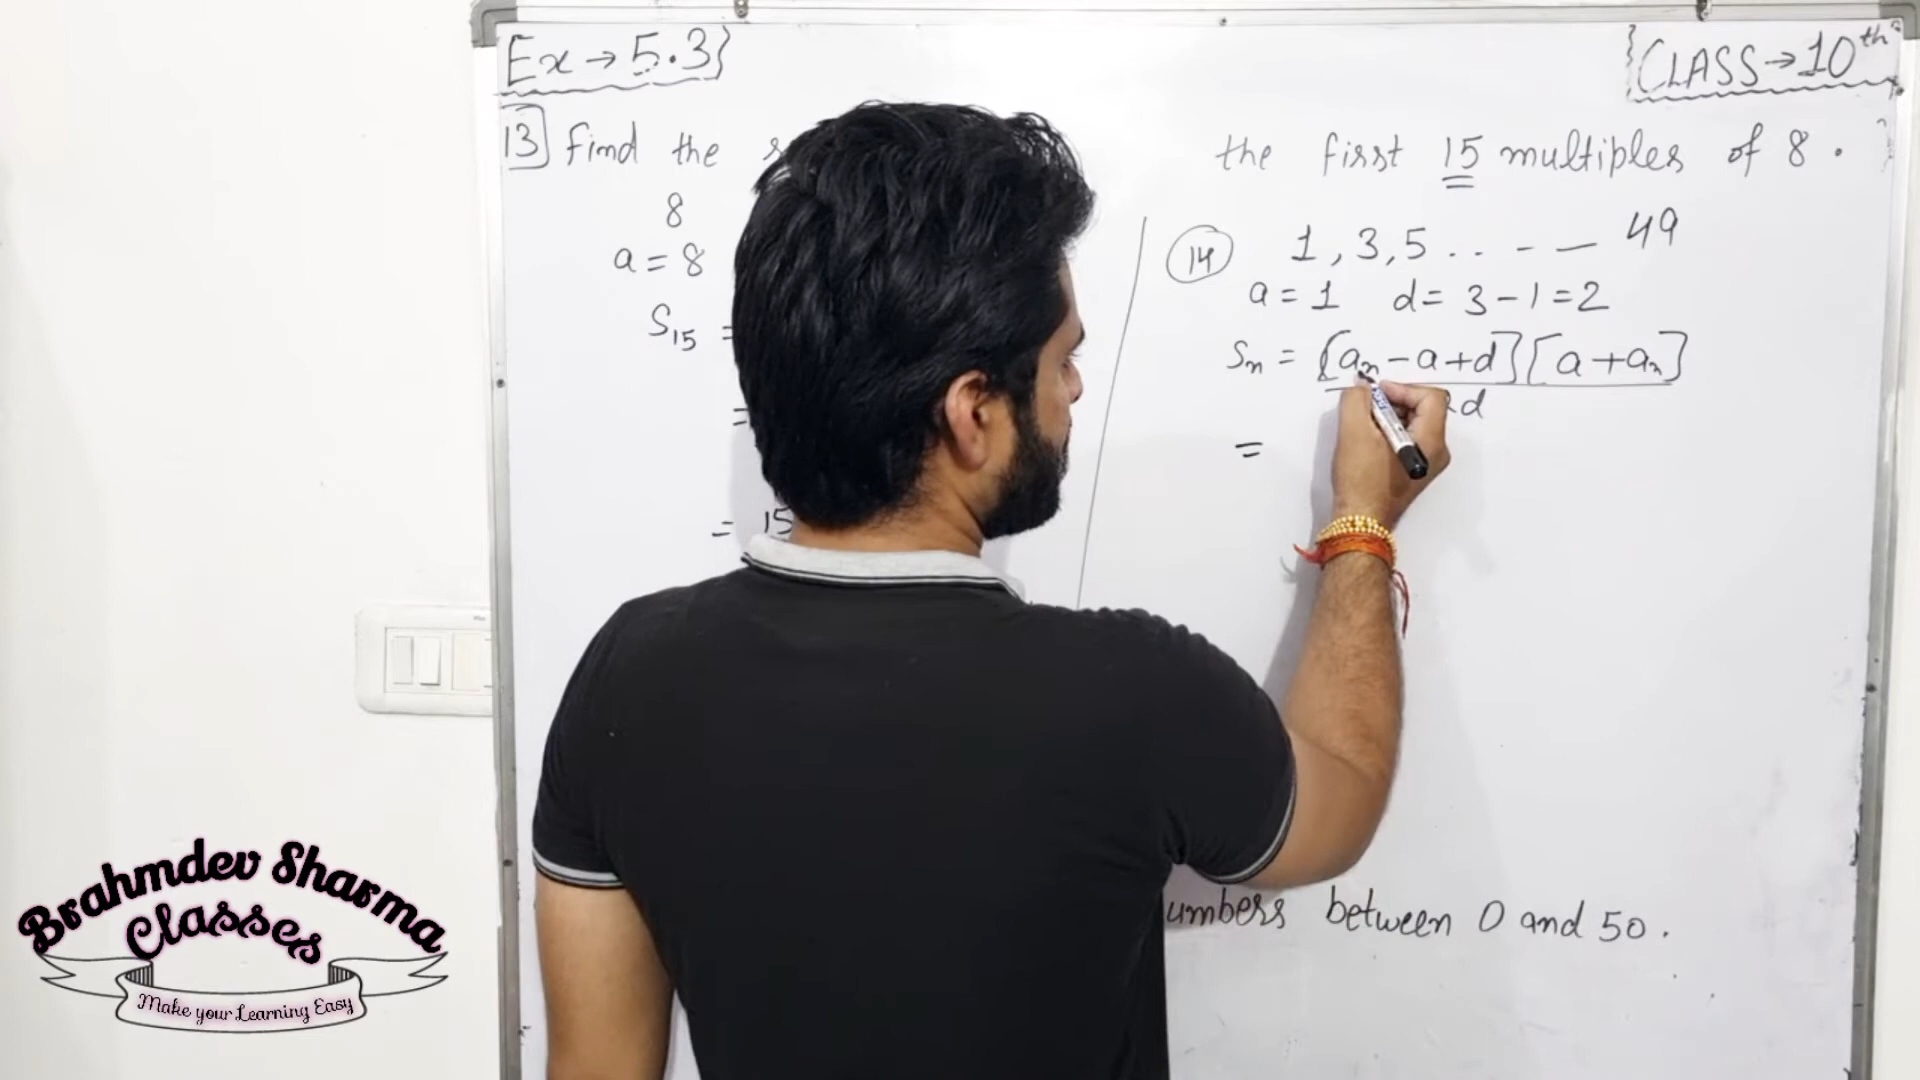 Ex → 5.3}
{CLASS → 10th
13] Find the
the first 15 multiples of 8 .
8
a = 8
S15 =
=
= 15
14 1 , 3 , 5 . . - — 49
a = 1 d = 3 - 1 = 2
Sn = [an - a + d] [a + an]
2d
=
umbers between 0 and 50 .
Brahmdev Sharma
Classes
Make your Learning Easy